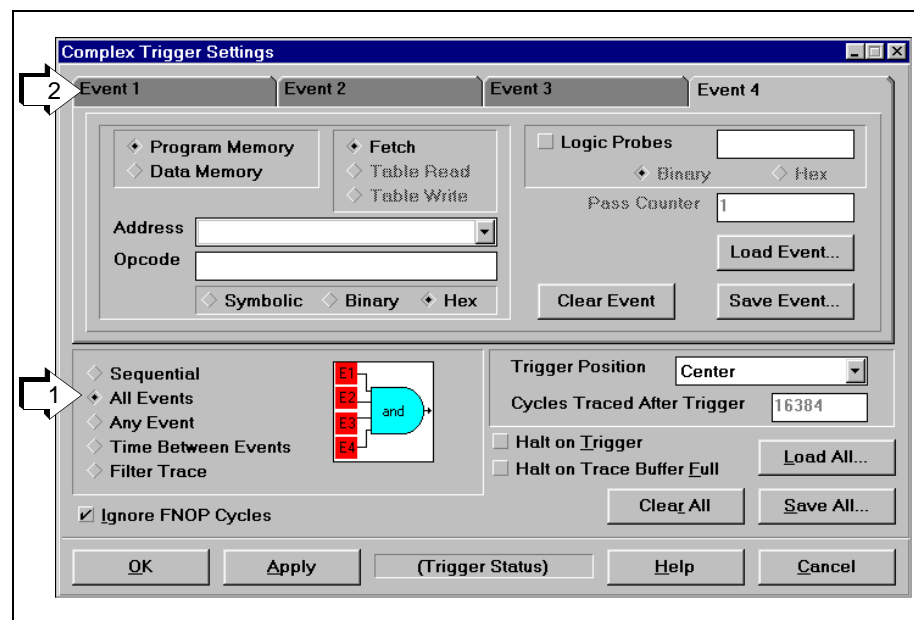 Complex Trigger Settings
2
Event 1
Event 2
Event 3
Event 4
Program Memory
Data Memory
Fetch
Table Read
Table Write
Logic Probes
Binary
Hex
Pass Counter
1
Address
Opcode
Symbolic
Binary
Hex
Load Event...
Clear Event
Save Event...
1
Sequential
All Events
Any Event
Time Between Events
Filter Trace
E1
E2
E3
E4
and
Trigger Position
Center
Cycles Traced After Trigger
16384
Halt on Trigger
Halt on Trace Buffer Full
Load All...
Ignore FNOP Cycles
Clear All
Save All...
OK
Apply
(Trigger Status)
Help
Cancel